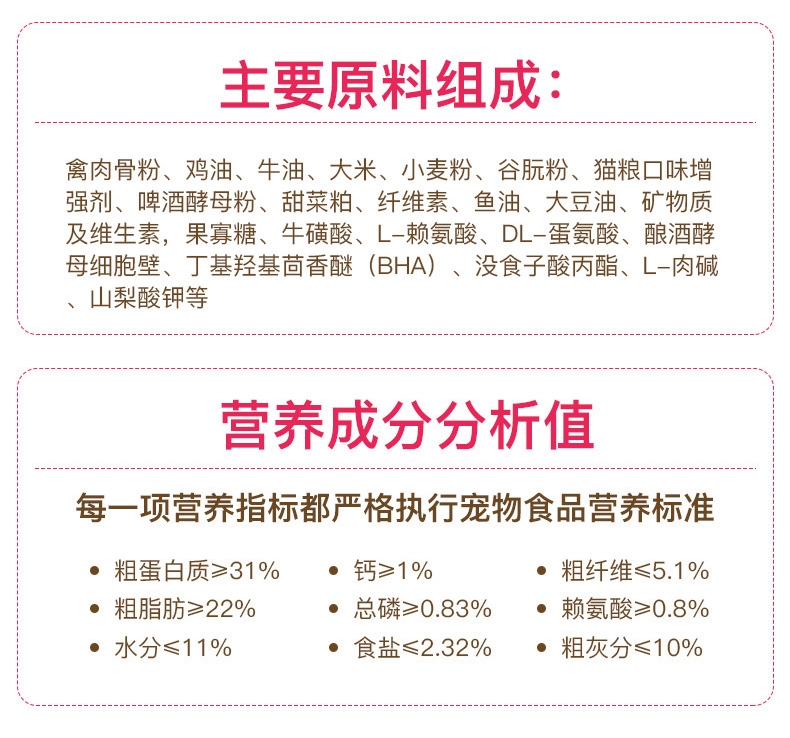 主要原料组成：
禽肉骨粉、鸡油、牛油、大米、小麦粉、谷朊粉、猫粮口味增
强剂、啤酒酵母粉、甜菜粕、纤维素、鱼油、大豆油、矿物质
及维生素，果寡糖、牛磺酸、L-赖氨酸、DL-蛋氨酸、酿酒酵
母细胞壁、丁基羟基茴香醚（BHA）、没食子酸丙酯、L-肉碱
、山梨酸钾等
营养成分分析值
每一项营养指标都严格执行宠物食品营养标准
• 粗蛋白质≥31% • 钙≥1% • 粗纤维≤5.1%
• 粗脂肪≥22% • 总磷≥0.83% • 赖氨酸≥0.8%
• 水分≤11% • 食盐≤2.32% • 粗灰分≤10%